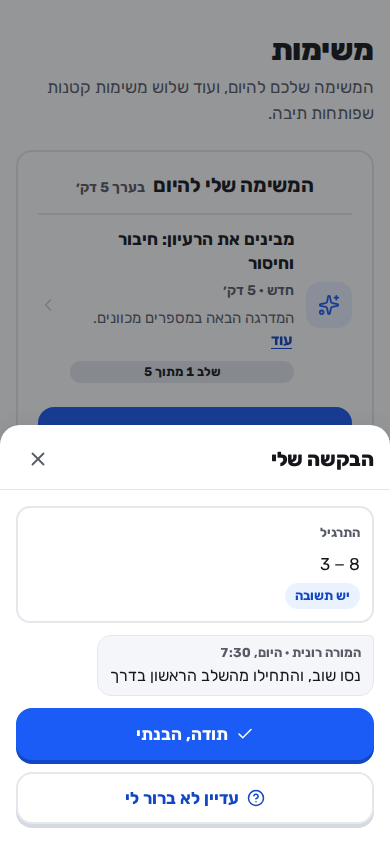 משימות
המשימה שלכם להיום, ועוד שלוש משימות קטנות
שפותחות תיבה.
המשימה שלי להיום בערך 5 דק׳
מבינים את הרעיון: חיבור
וחיסור
חדש • 5 דק׳
המדרגה הבאה במספרים מכוונים.
עוד
שלב 1 מתוך 5
הבקשה שלי
התרגיל
3 – 8
יש תשובה
המורה רונית • היום, 7:30
נסו שוב, והתחילו מהשלב הראשון בדרך
תודה, הבנתי
עדיין לא ברור לי